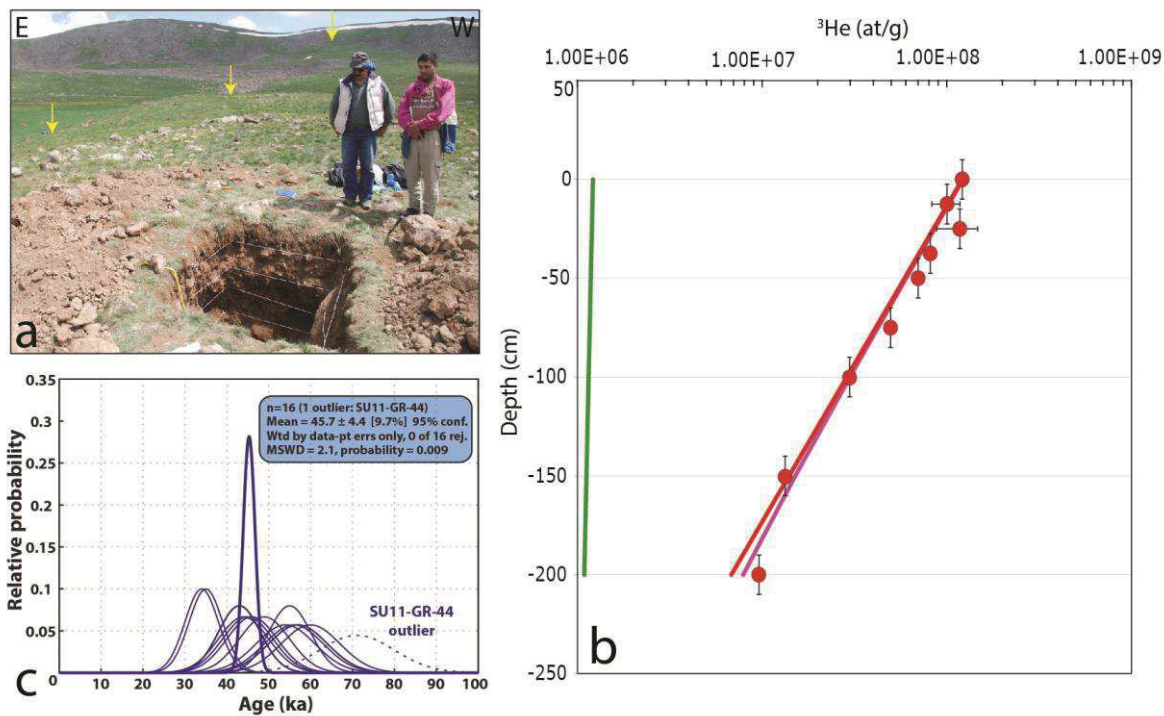 E
W
a
0.35
0.3
0.25
0.2
0.15
0.1
0.05
0
10
20
30
40
50
60
70
80
90
100
Relative probability
Age (ka)
n=16 (1 outlier: SU11-GR-44)
Mean = 45.7 ± 4.4 [9.7%] 95% conf.
Wtd by data-pt errs only, 0 of 16 rej.
MSWD = 2.1, probability = 0.009
SU11-GR-44
outlier
c
³He (at/g)
1.00E+06
1.00E+07
1.00E+08
1.00E+09
50
0
-50
-100
-150
-200
-250
Depth (cm)
b